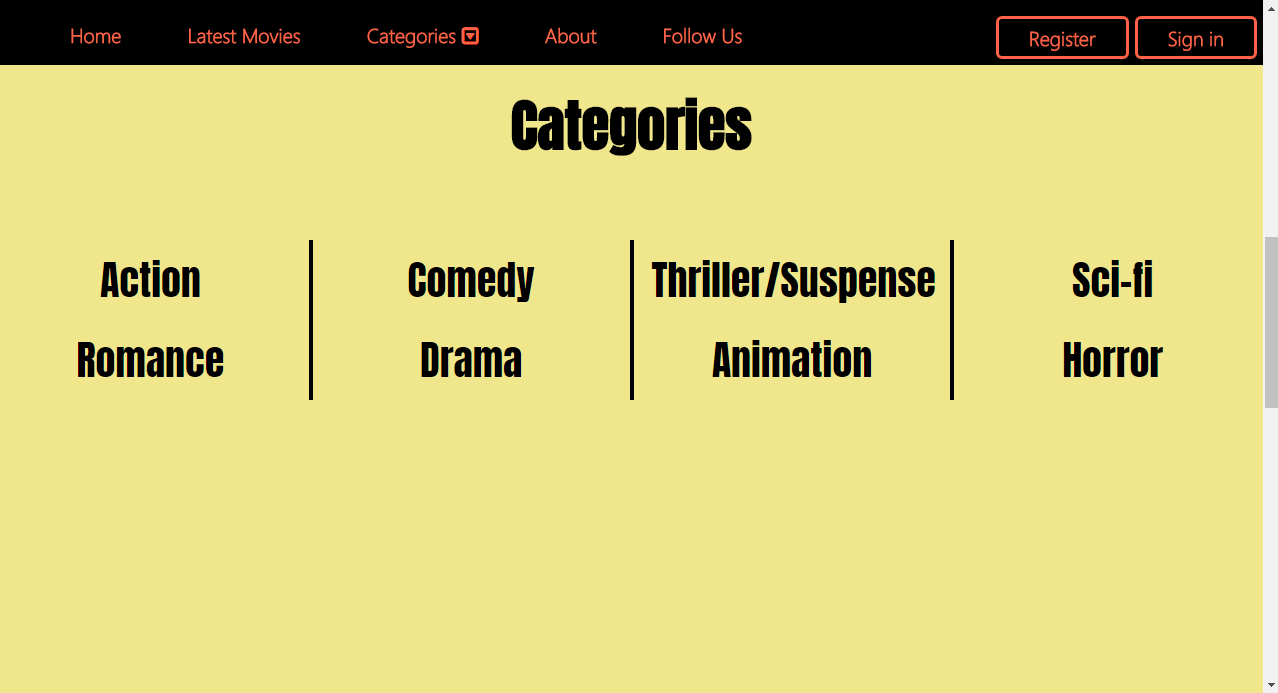 Home Latest Movies Categories About Follow Us Register Sign in
Categories
Action Comedy Thriller/Suspense Sci-fi
Romance Drama Animation Horror